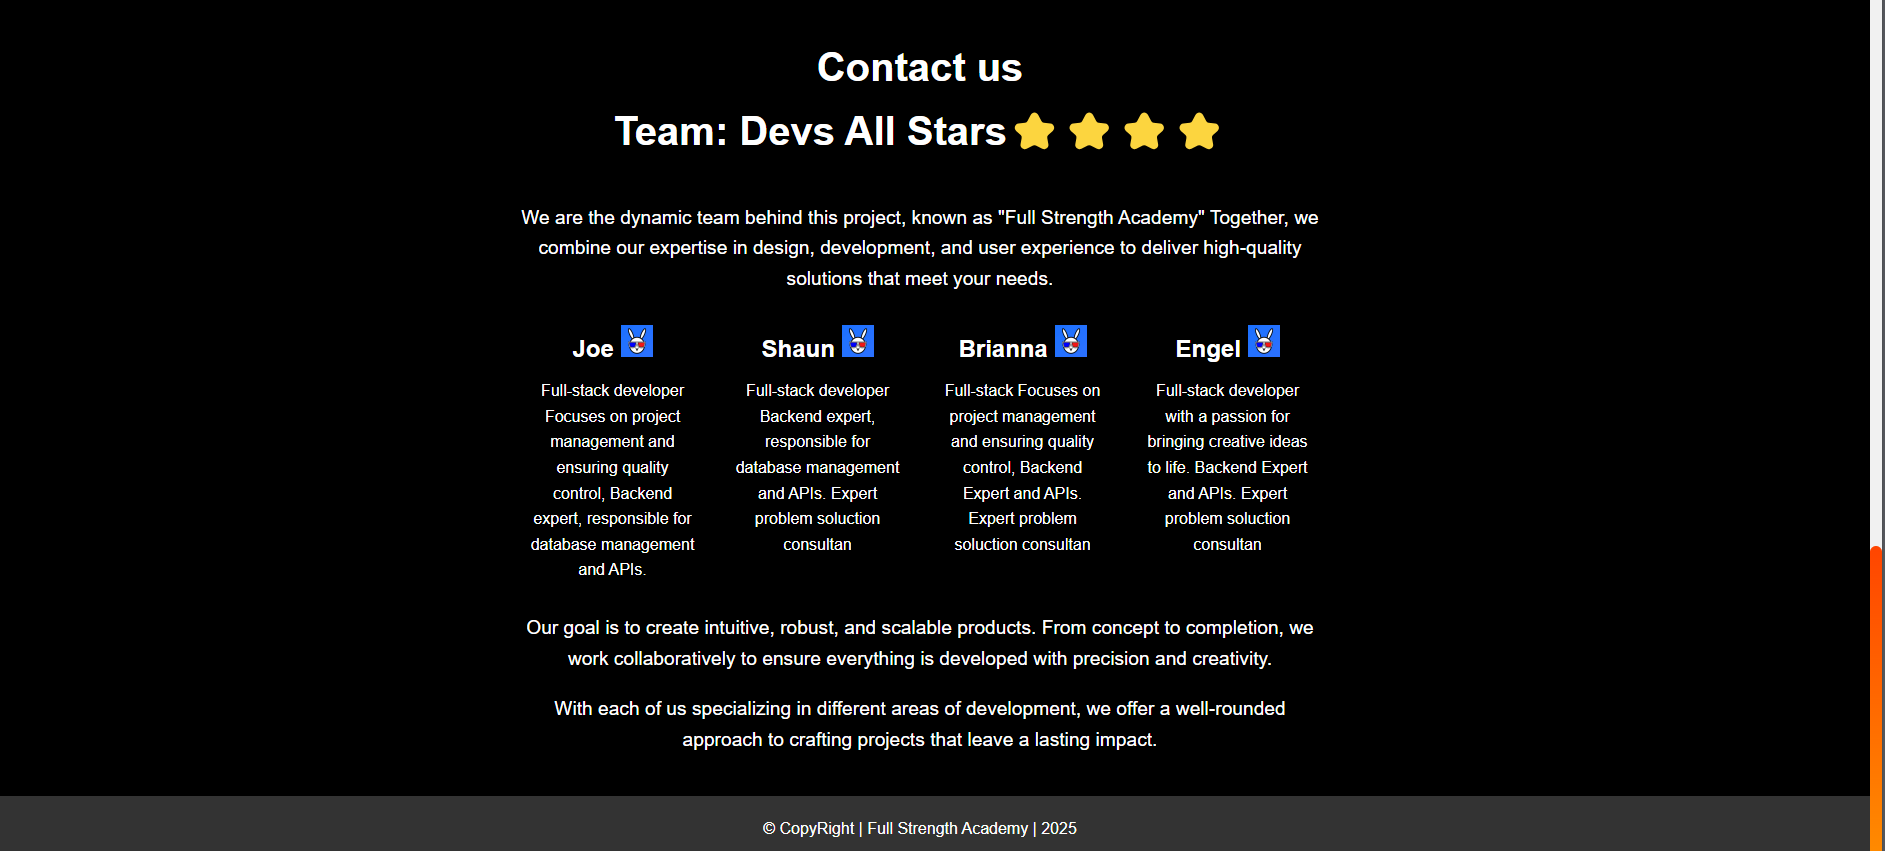 Contact us
Team: Devs All Stars
We are the dynamic team behind this project, known as "Full Strength Academy" Together, we
combine our expertise in design, development, and user experience to deliver high-quality
solutions that meet your needs.
Joe
Full-stack developer
Focuses on project
management and
ensuring quality
control, Backend
expert, responsible for
database management
and APIs.
Shaun
Full-stack developer
Backend expert,
responsible for
database management
and APIs. Expert
problem soluction
consultan
Brianna
Full-stack Focuses on
project management
and ensuring quality
control, Backend
Expert and APIs.
Expert problem
soluction consultan
Engel
Full-stack developer
with a passion for
bringing creative ideas
to life. Backend Expert
and APIs. Expert
problem soluction
consultan
Our goal is to create intuitive, robust, and scalable products. From concept to completion, we
work collaboratively to ensure everything is developed with precision and creativity.
With each of us specializing in different areas of development, we offer a well-rounded
approach to crafting projects that leave a lasting impact.
© CopyRight | Full Strength Academy | 2025